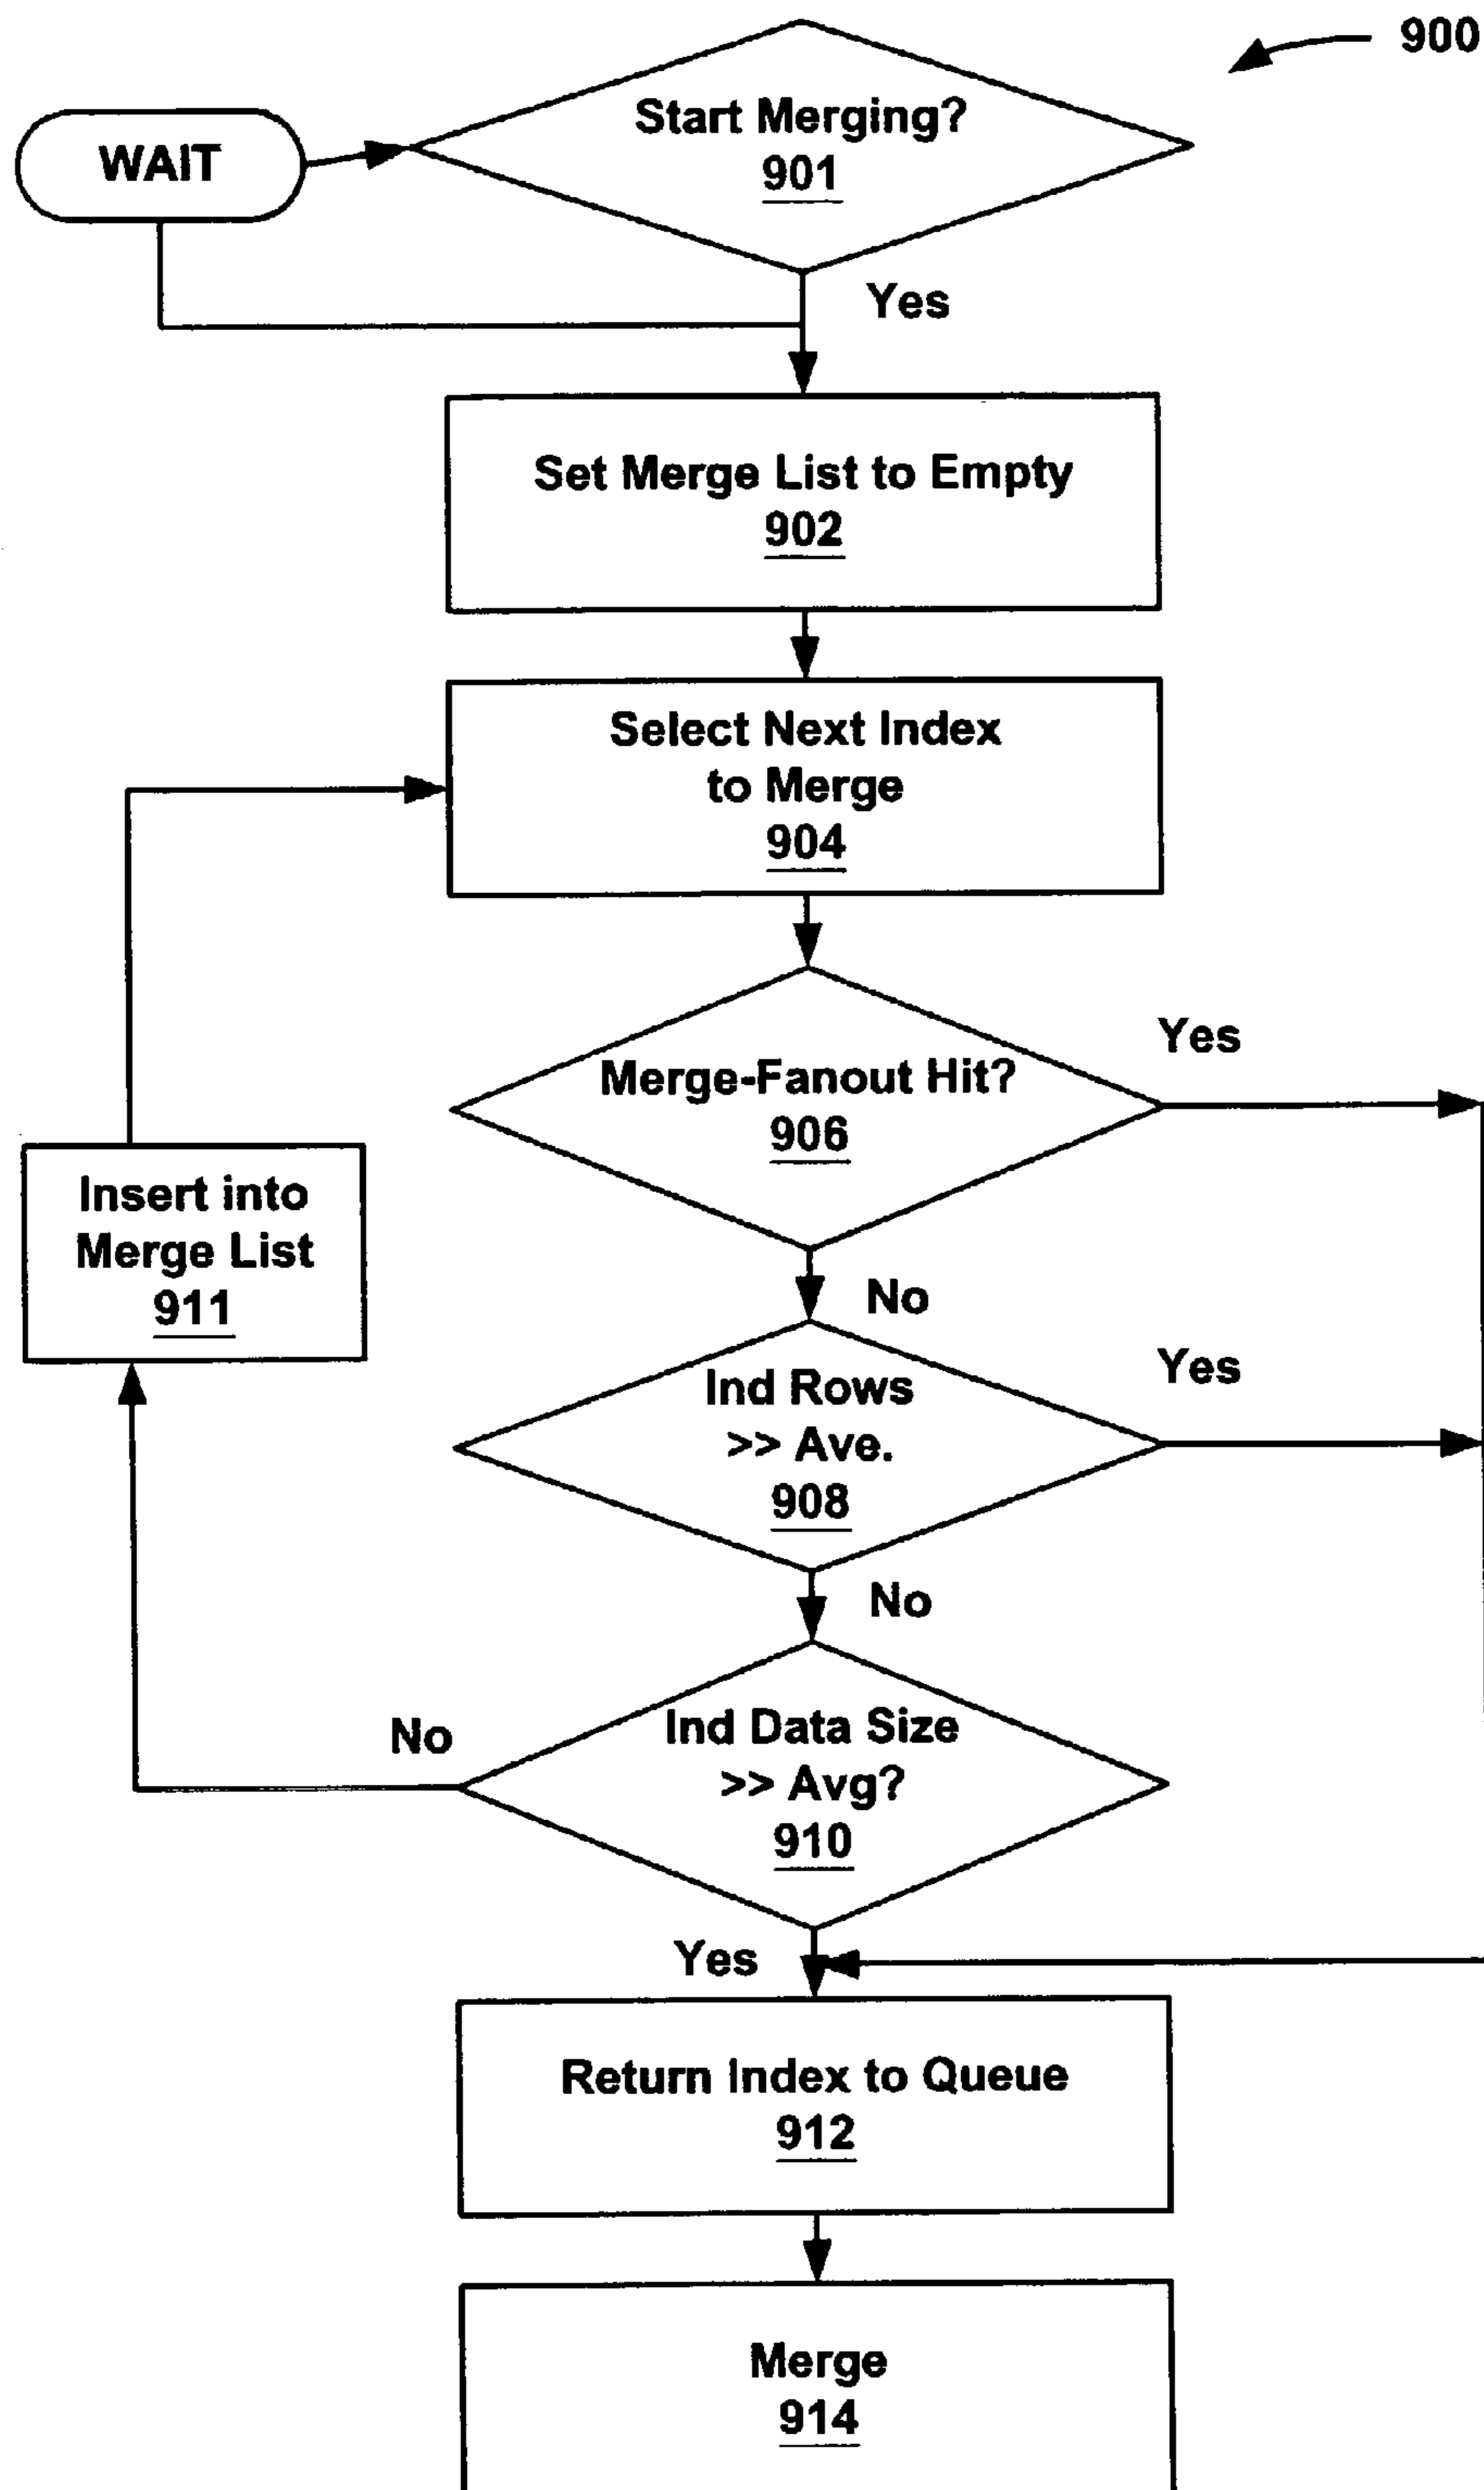 900
Start Merging?
901
WAIT
Yes
Set Merge List to Empty
902
Select Next Index
to Merge
904
Yes
Merge-Fanout Hit?
906
Insert into
Merge List
911
No
Yes
Ind Rows
>> Ave.
908
No
No
Ind Data Size
>> Avg?
910
Yes
Return Index to Queue
912
Merge
914